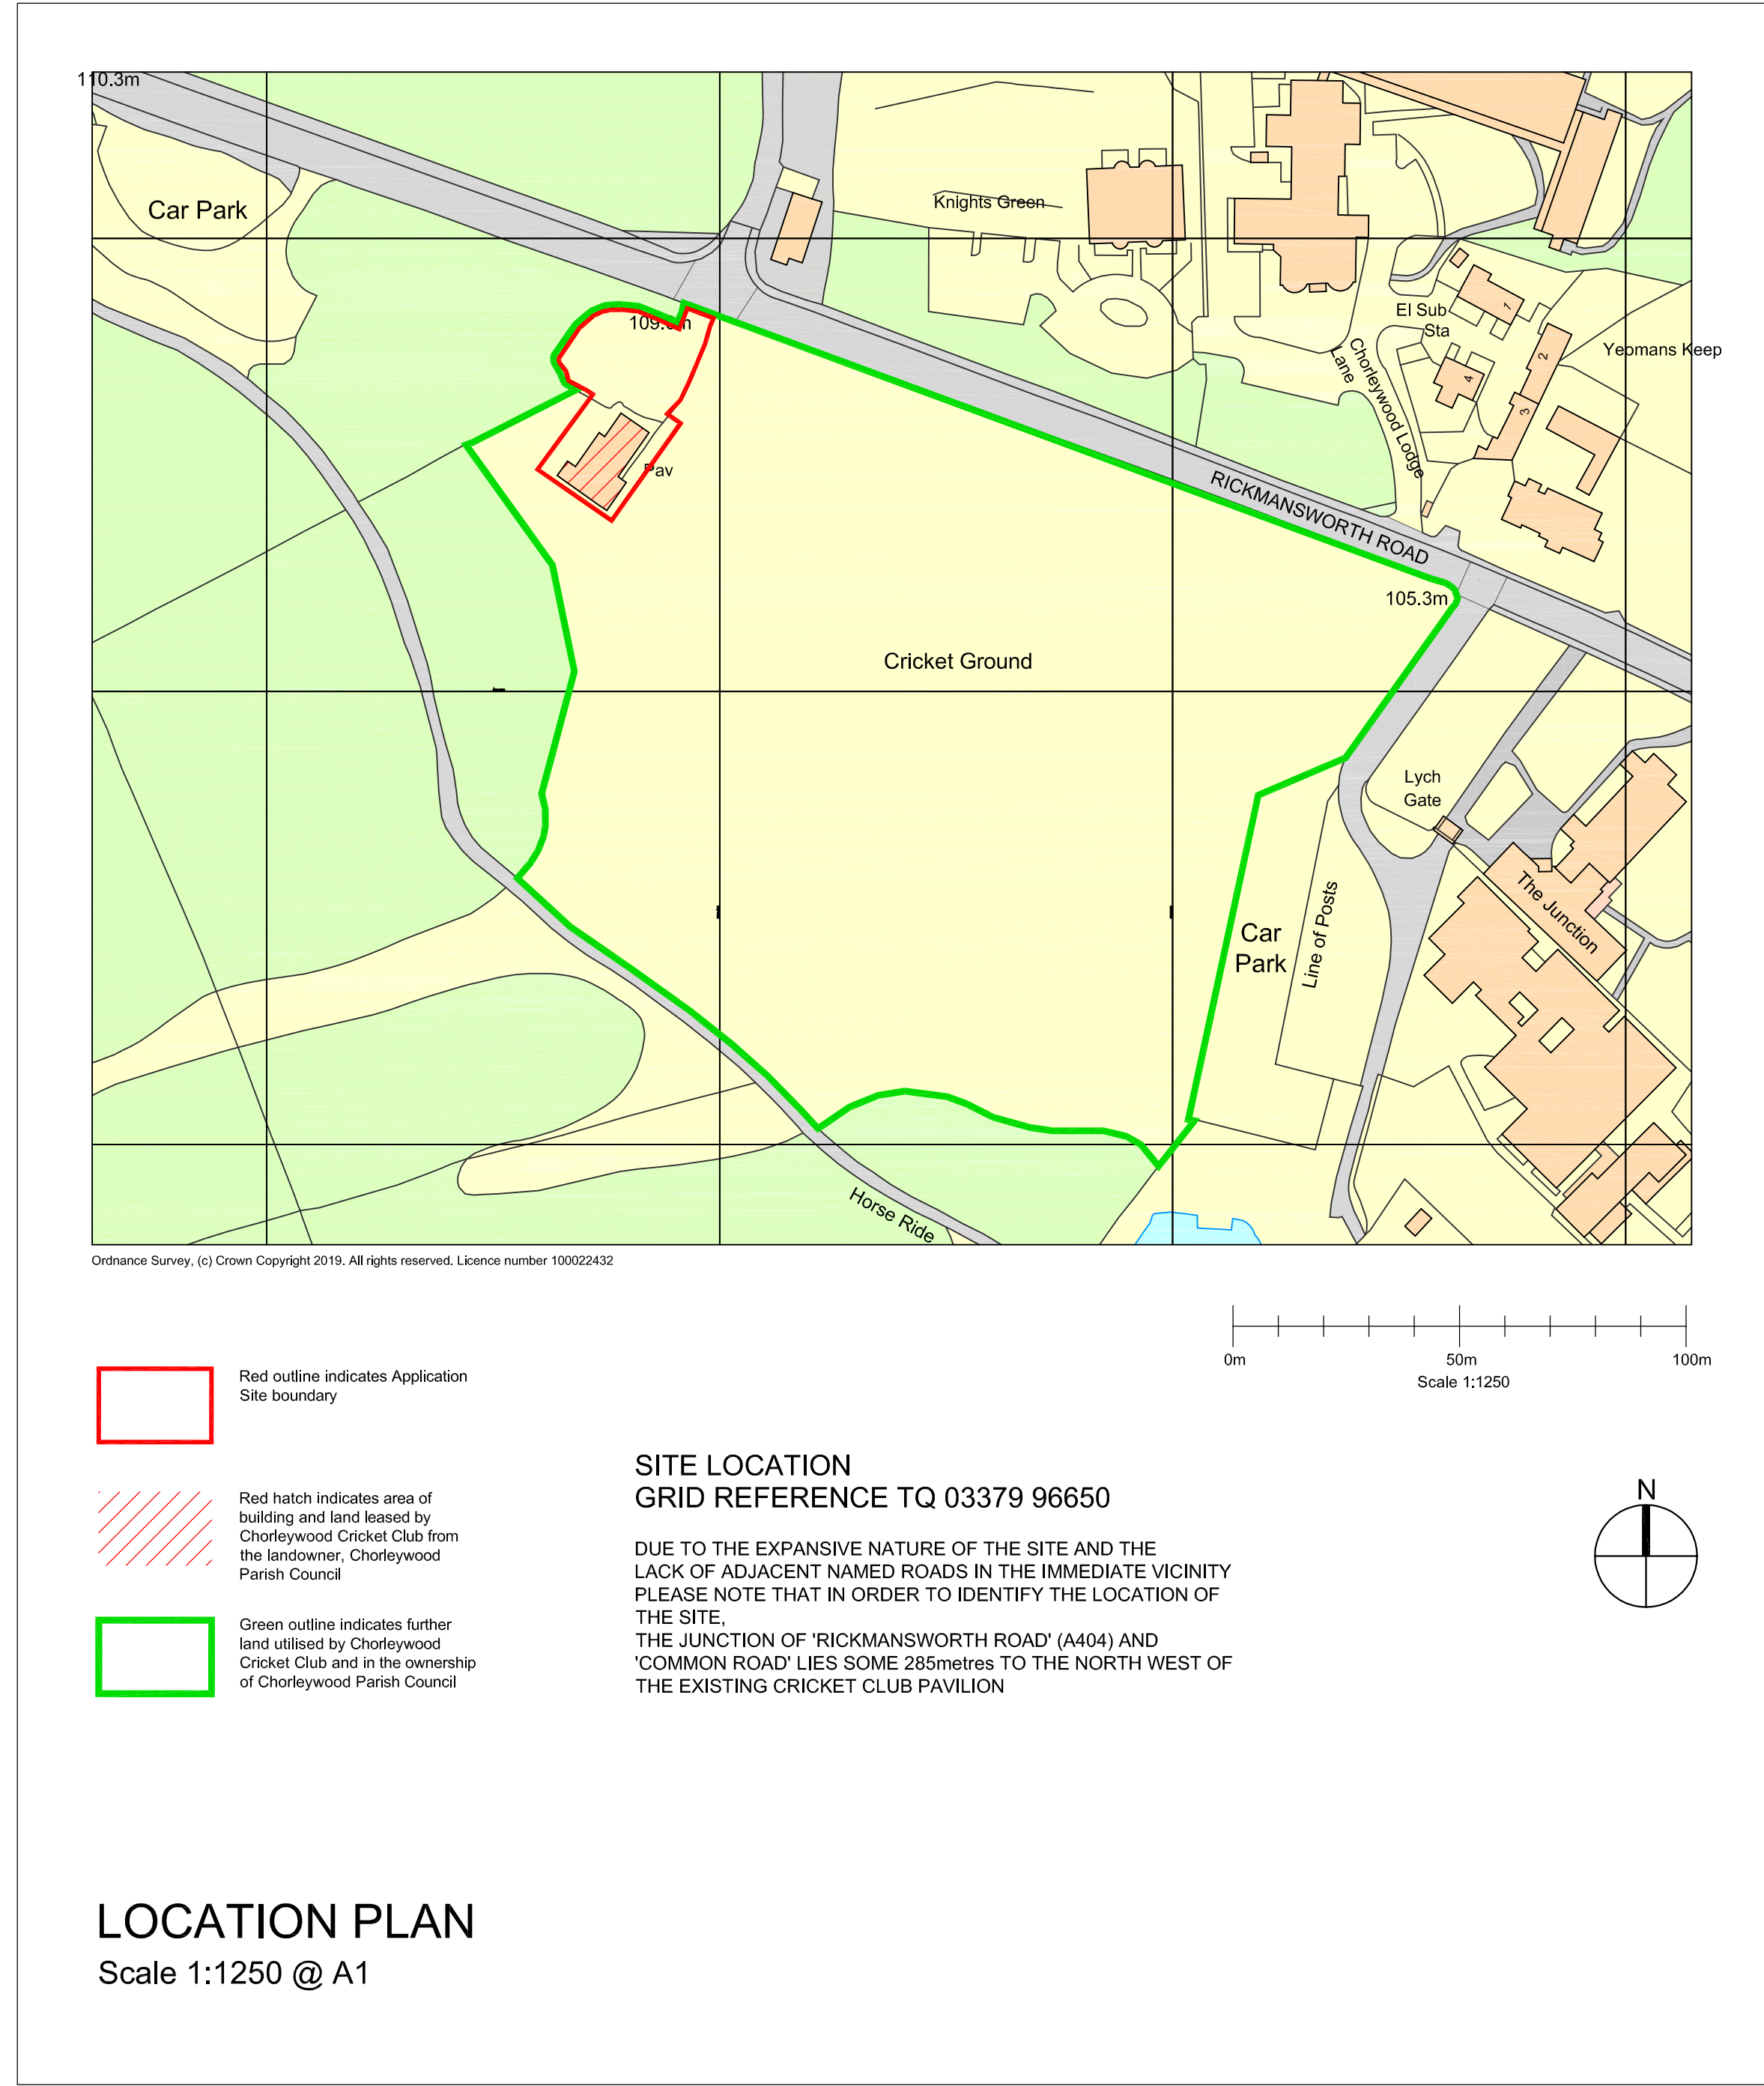 110.3m
Car Park
Knights Green
El Sub
Sta
1
2
3
4
Yeomans Keep
Chorleywood Lodge
Lane
Pav
RICKMANSWORTH ROAD
105.3m
Cricket Ground
Lych
Gate
The Junction
Car
Park
Line of Posts
Horse Ride
Ordnance Survey, (c) Crown Copyright 2019. All rights reserved. Licence number 100022432
0m 50m 100m
Scale 1:1250
Red outline indicates Application
Site boundary
Red hatch indicates area of
building and land leased by
Chorleywood Cricket Club from
the landowner, Chorleywood
Parish Council
Green outline indicates further
land utilised by Chorleywood
Cricket Club and in the ownership
of Chorleywood Parish Council
SITE LOCATION
GRID REFERENCE TQ 03379 96650
DUE TO THE EXPANSIVE NATURE OF THE SITE AND THE
LACK OF ADJACENT NAMED ROADS IN THE IMMEDIATE VICINITY
PLEASE NOTE THAT IN ORDER TO IDENTIFY THE LOCATION OF
THE SITE,
THE JUNCTION OF 'RICKMANSWORTH ROAD' (A404) AND
'COMMON ROAD' LIES SOME 285metres TO THE NORTH WEST OF
THE EXISTING CRICKET CLUB PAVILION
N
LOCATION PLAN
Scale 1:1250 @ A1